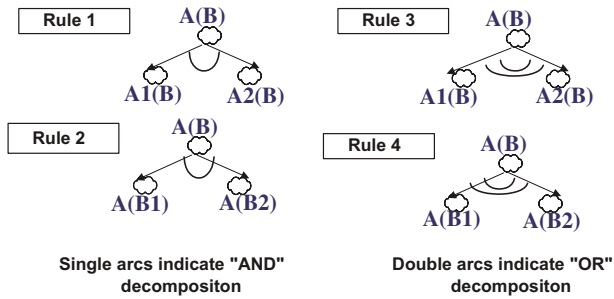 Rule 1
A(B)
A1(B)
A2(B)
Rule 2
A(B)
A(B1)
A(B2)
Single arcs indicate "AND"
decompositon
Rule 3
A(B)
A1(B)
A2(B)
Rule 4
A(B)
A(B1)
A(B2)
Double arcs indicate "OR"
decompositon